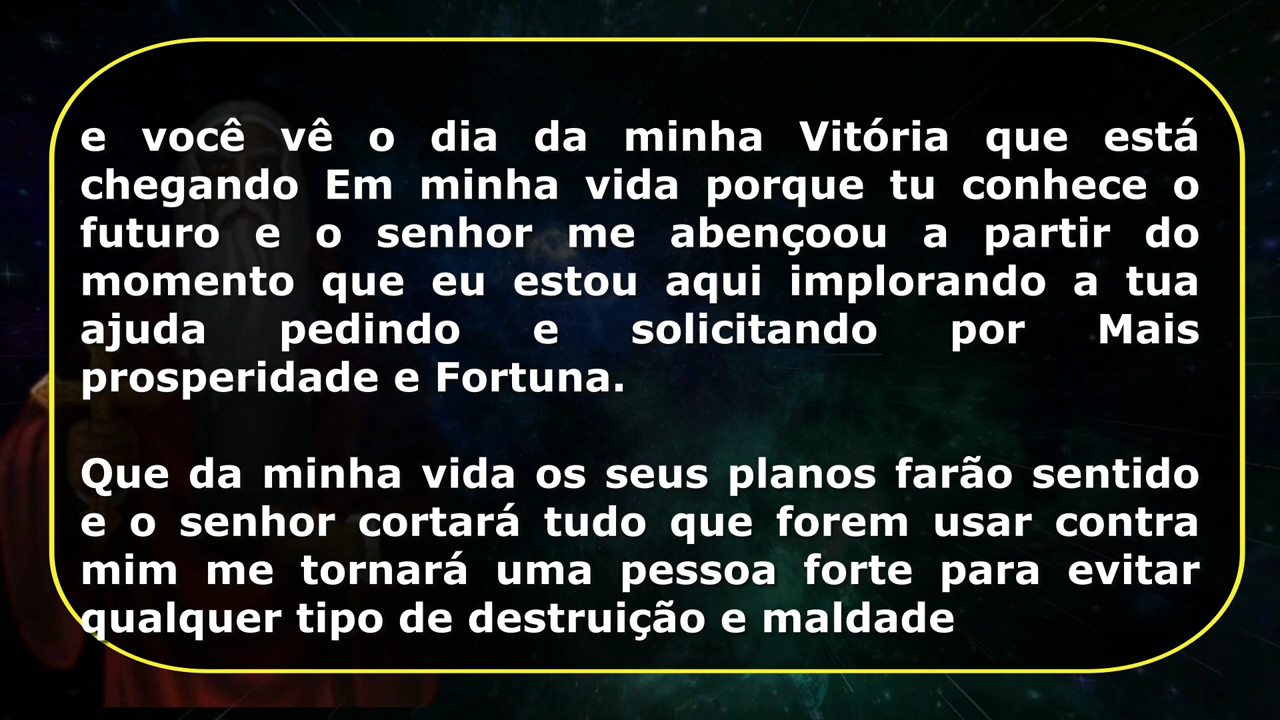 e você vê o dia da minha Vitória que está
chegando Em minha vida porque tu conhece o
futuro e o senhor me abençoou a partir do
momento que eu estou aqui implorando a tua
ajuda pedindo e solicitando por Mais
prosperidade e Fortuna.
Que da minha vida os seus planos farão sentido
e o senhor cortará tudo que forem usar contra
mim me tornará uma pessoa forte para evitar
qualquer tipo de destruição e maldade